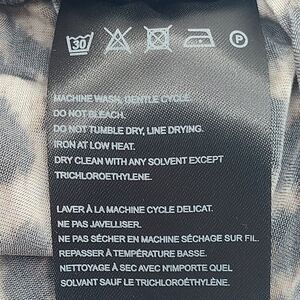 30 P
MACHINE WASH, GENTLE CYCLE.
DO NOT BLEACH.
DO NOT TUMBLE DRY, LINE DRYING.
IRON AT LOW HEAT.
DRY CLEAN WITH ANY SOLVENT EXCEPT
TRICHLOROETHYLENE.
LAVER À LA MACHINE CYCLE DELICAT.
NE PAS JAVELLISER.
NE PAS SÉCHER EN MACHINE SÉCHAGE SUR FIL.
REPASSER À TEMPÉRATURE BASSE.
NETTOYAGE À SEC AVEC N'IMPORTE QUEL
SOLVANT SAUF LE TRICHLOROÉTHYLÈNE.